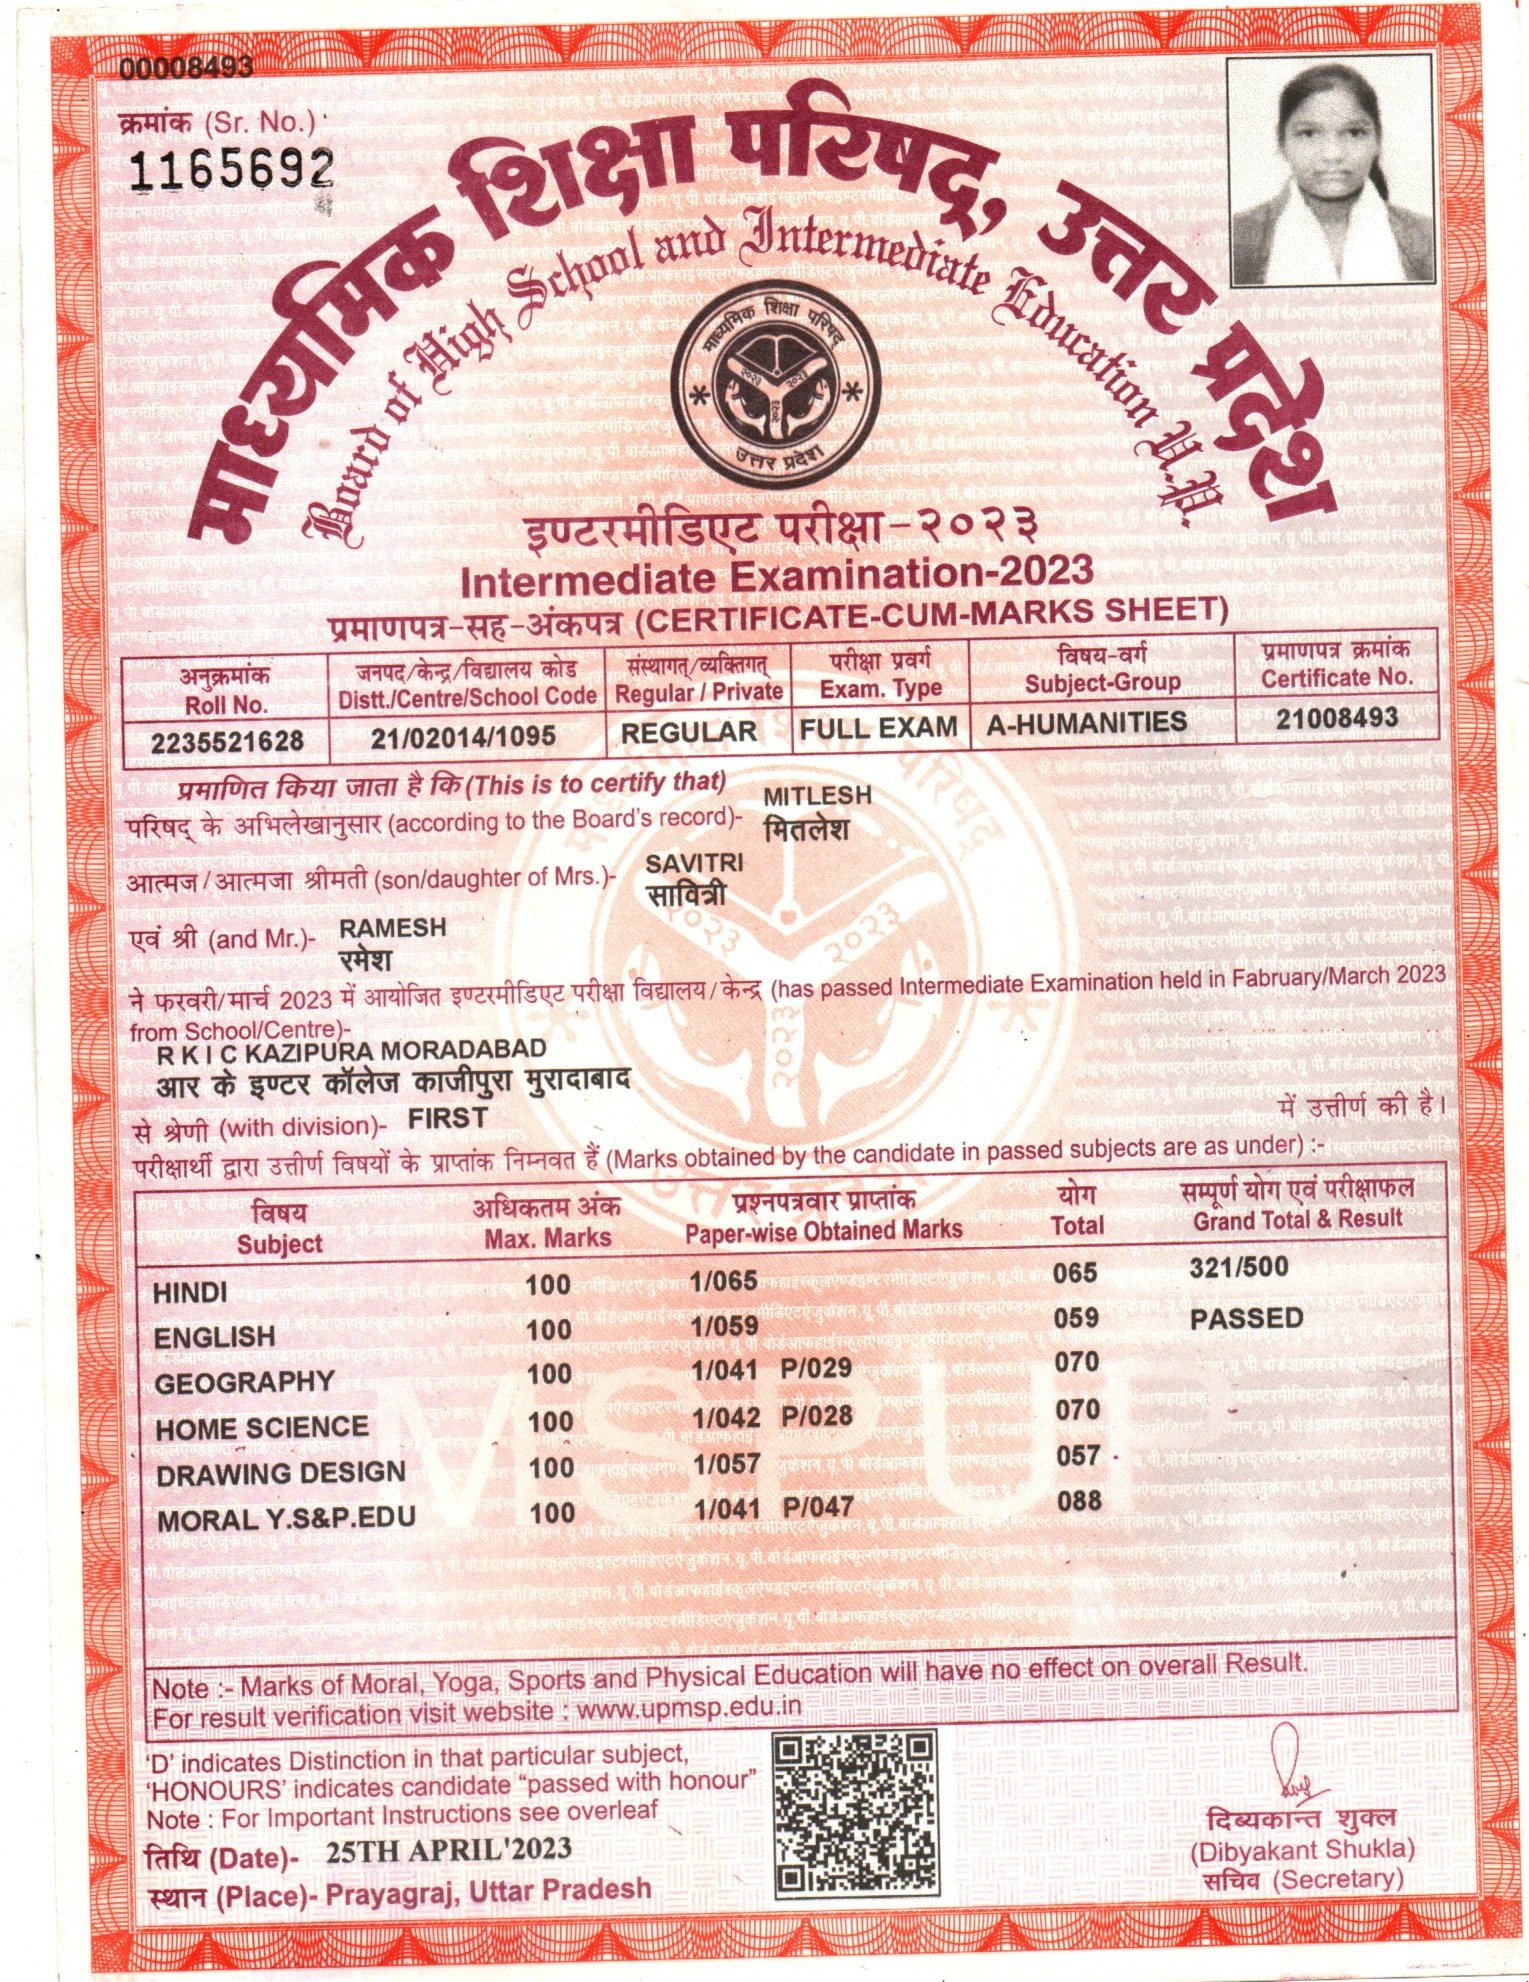 00008493
क्रमांक (Sr. No.)
1165692
माध्यमिक शिक्षा परिषद्, उत्तर प्रदेश
Board of High School and Intermediate Education U.P.
माध्यमिक शिक्षा परिषद्
२०२३ २०२३
२०२३
उत्तर प्रदेश
इण्टरमीडिएट परीक्षा-२०२३
Intermediate Examination-2023
प्रमाणपत्र-सह-अंकपत्र (CERTIFICATE-CUM-MARKS SHEET)
अनुक्रमांक जनपद/केन्द्र/विद्यालय कोड संस्थागत्/व्यक्तिगत् परीक्षा प्रवर्ग विषय-वर्ग प्रमाणपत्र क्रमांक
Roll No. Distt./Centre/School Code Regular / Private Exam. Type Subject-Group Certificate No.
2235521628 21/02014/1095 REGULAR FULL EXAM A-HUMANITIES 21008493
प्रमाणित किया जाता है कि (This is to certify that) MITLESH
परिषद् के अभिलेखानुसार (according to the Board's record)- मितलेश
SAVITRI
आत्मज/आत्मजा श्रीमती (son/daughter of Mrs.)- सावित्री
एवं श्री (and Mr.)- RAMESH
रमेश
ने फरवरी/मार्च 2023 में आयोजित इण्टरमीडिएट परीक्षा विद्यालय/केन्द्र (has passed Intermediate Examination held in Fabruary/March 2023
from School/Centre)-
R K I C KAZIPURA MORADABAD
आर के इण्टर कॉलेज काजीपुरा मुरादाबाद
से श्रेणी (with division)- FIRST में उत्तीर्ण की है।
परीक्षार्थी द्वारा उत्तीर्ण विषयों के प्राप्तांक निम्नवत हैं (Marks obtained by the candidate in passed subjects are as under) :-
विषय अधिकतम अंक प्रश्नपत्रवार प्राप्तांक योग सम्पूर्ण योग एवं परीक्षाफल
Subject Max. Marks Paper-wise Obtained Marks Total Grand Total & Result
HINDI 100 1/065 065 321/500
ENGLISH 100 1/059 059 PASSED
GEOGRAPHY 100 1/041 P/029 070
HOME SCIENCE 100 1/042 P/028 070
DRAWING DESIGN 100 1/057 057
MORAL Y.S&P.EDU 100 1/041 P/047 088
MSPUP
Note :- Marks of Moral, Yoga, Sports and Physical Education will have no effect on overall Result.
For result verification visit website : www.upmsp.edu.in
'D' indicates Distinction in that particular subject,
'HONOURS' indicates candidate "passed with honour"
Note : For Important Instructions see overleaf
तिथि (Date)- 25TH APRIL'2023
स्थान (Place)- Prayagraj, Uttar Pradesh
दिव्यकान्त शुक्ल
(Dibyakant Shukla)
सचिव (Secretary)